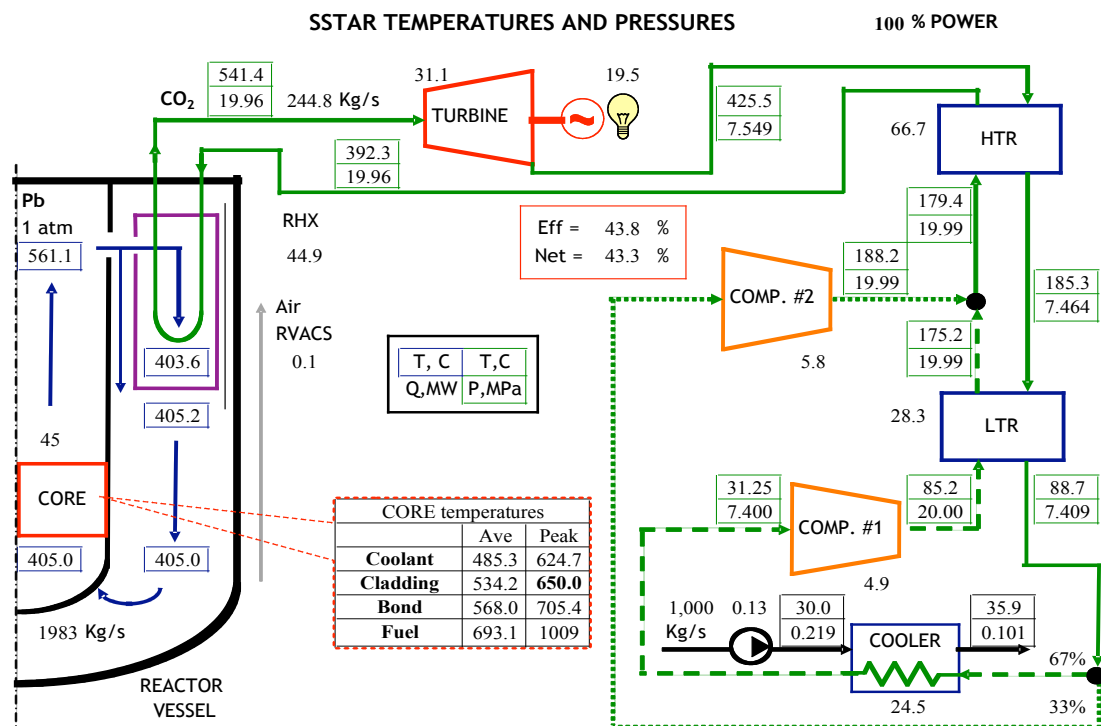 SSTAR TEMPERATURES AND PRESSURES
100 % POWER
541.4
19.96
CO₂
244.8 Kg/s
31.1
TURBINE
~
19.5
425.5
7.549
66.7
HTR
392.3
19.96
Pb
1 atm
561.1
RHX
44.9
Eff = 43.8 %
Net = 43.3 %
179.4
19.99
188.2
19.99
COMP. #2
5.8
185.3
7.464
175.2
19.99
Air
RVACS
0.1
403.6
T, C T,C
Q,MW P,MPa
405.2
45
CORE
28.3
LTR
31.25
7.400
COMP. #1
4.9
85.2
20.00
88.7
7.409
405.0
405.0
1983 Kg/s
CORE temperatures
Ave Peak
Coolant 485.3 624.7
Cladding 534.2 650.0
Bond 568.0 705.4
Fuel 693.1 1009
1,000
Kg/s
0.13
30.0
0.219
COOLER
24.5
35.9
0.101
67%
33%
REACTOR
VESSEL